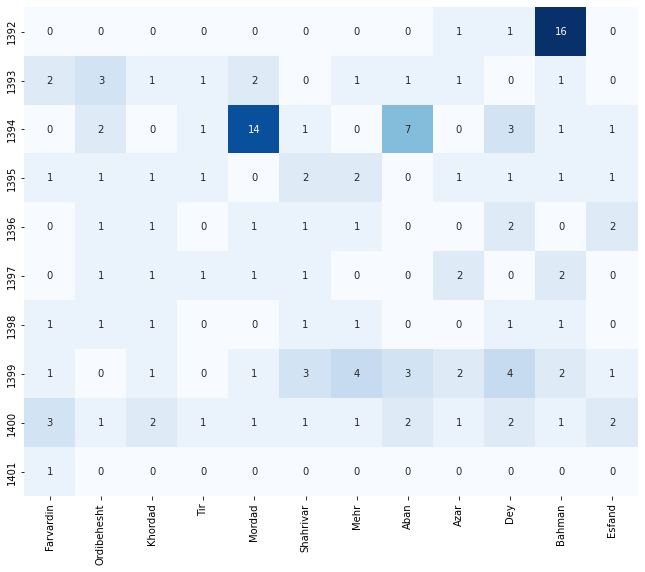 1392 0 0 0 0 0 0 0 0 1 1 16 0
1393 2 3 1 1 2 0 1 1 1 0 1 0
1394 0 2 0 1 14 1 0 7 0 3 1 1
1395 1 1 1 1 0 2 2 0 1 1 1 1
1396 0 1 1 0 1 1 1 0 0 2 0 2
1397 0 1 1 1 1 1 0 0 2 0 2 0
1398 1 1 1 0 0 1 1 0 0 1 1 0
1399 1 0 1 0 1 3 4 3 2 4 2 1
1400 3 1 2 1 1 1 1 2 1 2 1 2
1401 1 0 0 0 0 0 0 0 0 0 0 0
Farvardin Ordibehesht Khordad Tir Mordad Shahrivar Mehr Aban Azar Dey Bahman Esfand